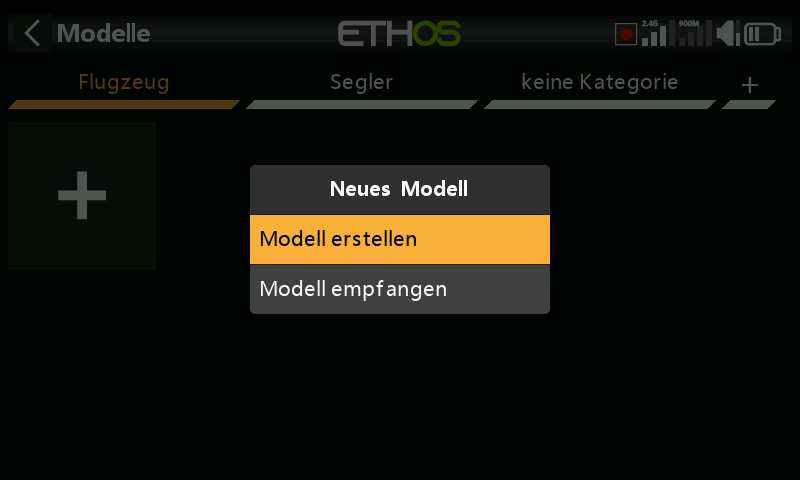 Modelle
ETHOS
2.4G
900M
Flugzeug
Segler
keine Kategorie
+
Neues Modell
Modell erstellen
Modell empfangen